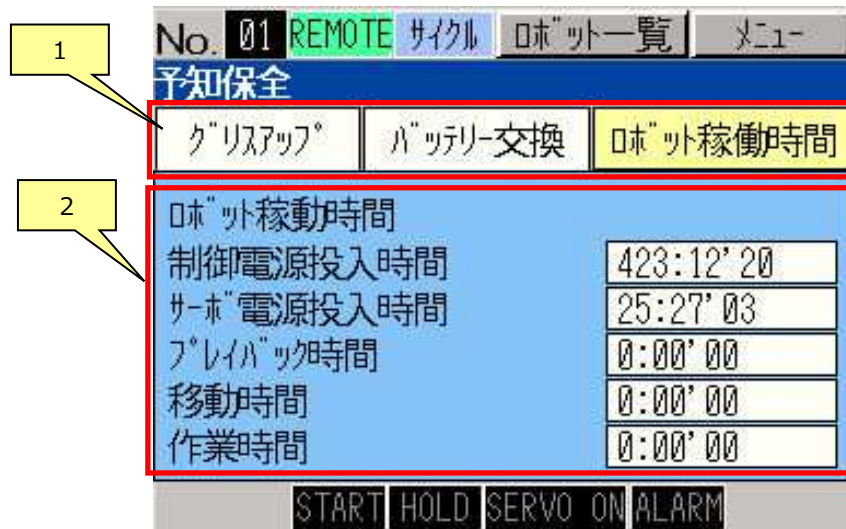 No. 01 REMOTE サイクル ロボット一覧 メニュー
予知保全
1
グリスアップ バッテリー交換 ロボット稼働時間
2
ロボット稼動時間
制御電源投入時間 423:12'20
サーボ電源投入時間 25:27'03
プレイバック時間 0:00'00
移動時間 0:00'00
作業時間 0:00'00
START HOLD SERVO ON ALARM